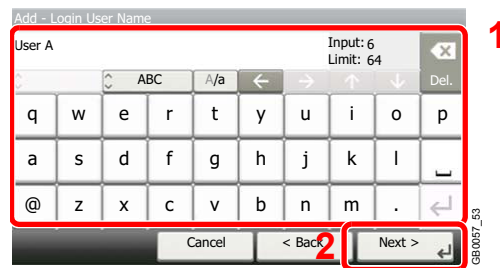 Add - Login User Name
User A
Input: 6
Limit: 64
ABC
A/a
Del.
q w e r t y u i o p
a s d f g h j k l
@ z x c v b n m .
Cancel
< Back
Next >
1
2
GB0057_53